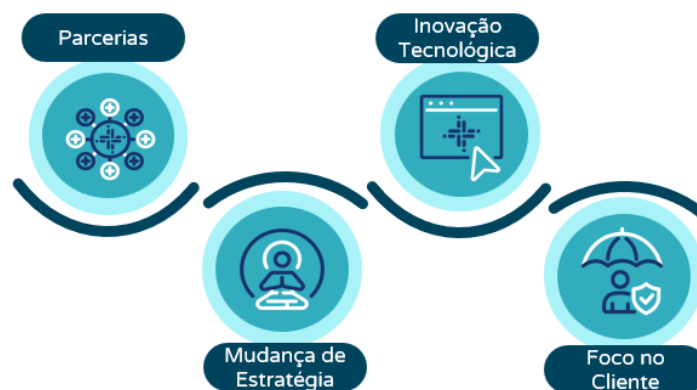 Parcerias
Inovação
Tecnológica
Mudança de
Estratégia
Foco no
Cliente